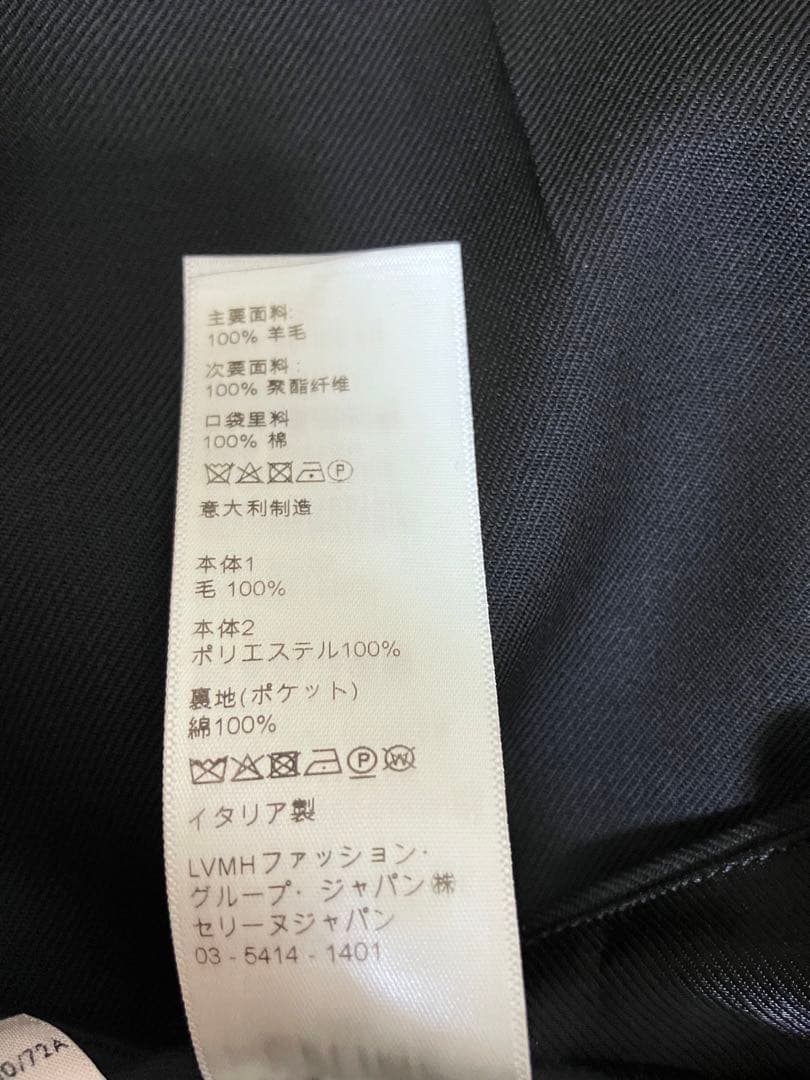 主要面料:
100% 羊毛
次要面料:
100% 聚酯纤维
口袋里料
100% 棉
P
意大利制造
本体1
毛 100%
本体2
ポリエステル100%
裏地(ポケット)
綿100%
P W
イタリア製
LVMHファッション・
グループ・ジャパン㈱
セリーヌジャパン
03 - 5414 - 1401
0172A